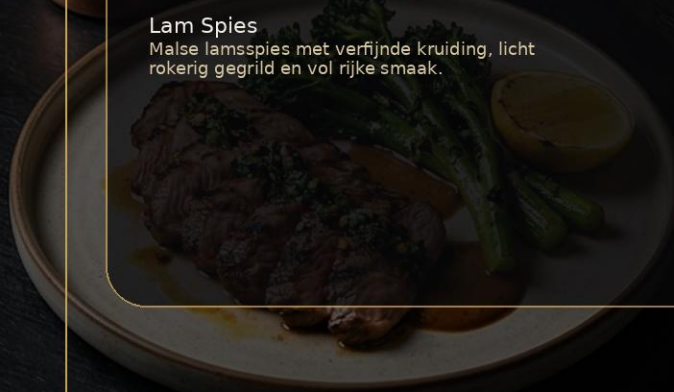 Lam Spies
Malse lamsspies met verfijnde kruiding, licht
rokerig gegrild en vol rijke smaak.